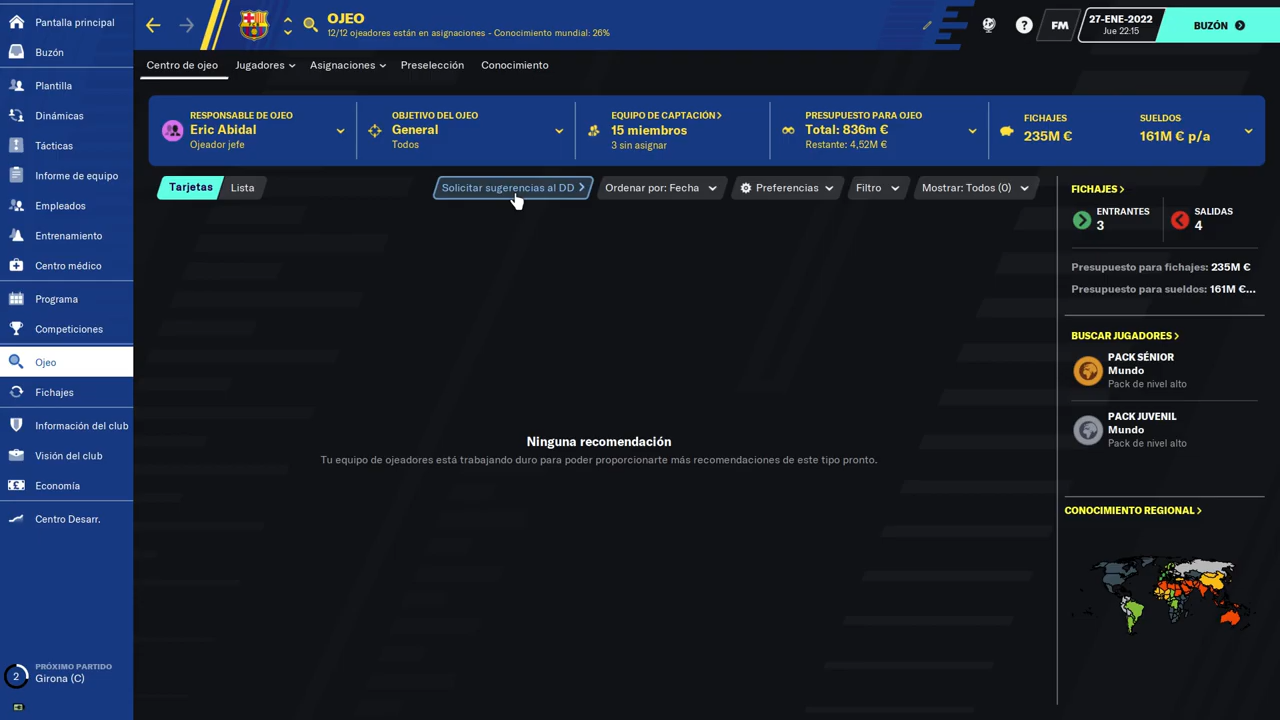 Pantalla principal
Buzón
Plantilla
Dinámicas
Tácticas
Informe de equipo
Empleados
Entrenamiento
Centro médico
Programa
Competiciones
Ojeo
Fichajes
Información del club
Visión del club
Economía
Centro Desarr.
2
PRÓXIMO PARTIDO
Girona (C)
OJEO
12/12 ojeadores están en asignaciones - Conocimiento mundial: 26%
?
FM
27-ENE-2022
Jue 22:15
BUZÓN
Centro de ojeo
Jugadores
Asignaciones
Preselección
Conocimiento
RESPONSABLE DE OJEO
Eric Abidal
Ojeador jefe
OBJETIVO DEL OJEO
General
Todos
EQUIPO DE CAPTACIÓN >
15 miembros
3 sin asignar
PRESUPUESTO PARA OJEO
Total: 836m €
Restante: 4,52M €
FICHAJES
235M €
SUELDOS
161M € p/a
Tarjetas
Lista
Solicitar sugerencias al DD >
Ordenar por: Fecha
Preferencias
Filtro
Mostrar: Todos (0)
Ninguna recomendación
Tu equipo de ojeadores está trabajando duro para poder proporcionarte más recomendaciones de este tipo pronto.
FICHAJES >
ENTRANTES
3
SALIDAS
4
Presupuesto para fichajes: 235M €
Presupuesto para sueldos: 161M €...
BUSCAR JUGADORES >
PACK SÉNIOR
Mundo
Pack de nivel alto
PACK JUVENIL
Mundo
Pack de nivel alto
CONOCIMIENTO REGIONAL >